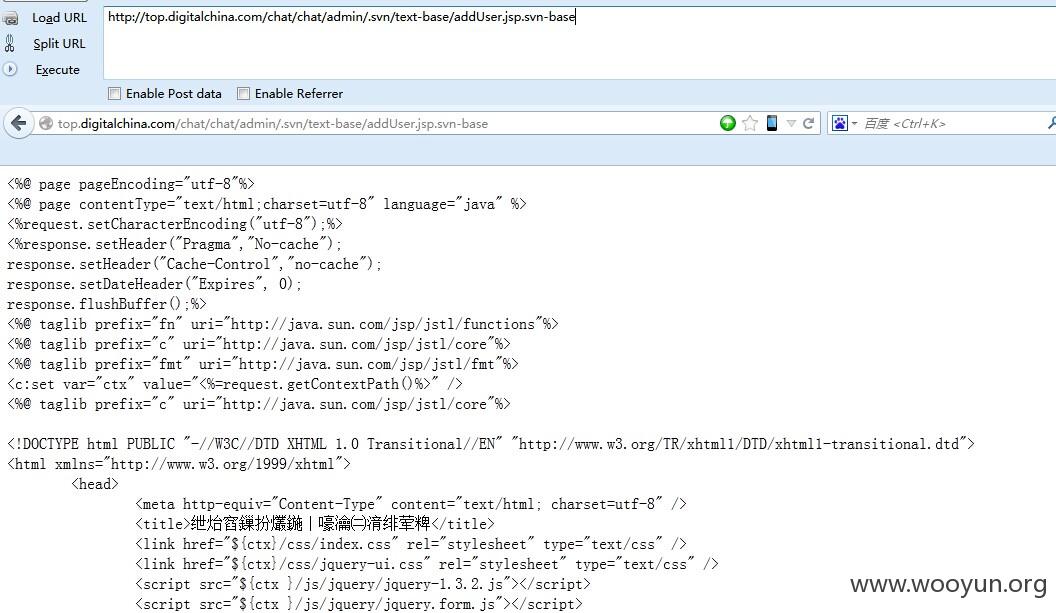 Load URL
http://top.digitalchina.com/chat/chat/admin/.svn/text-base/addUser.jsp.svn-base
Split URL
Execute
Enable Post data
Enable Referrer
top.digitalchina.com/chat/chat/admin/.svn/text-base/addUser.jsp.svn-base
百度 <Ctrl+K>
<%@ page pageEncoding="utf-8"%>
<%@ page contentType="text/html;charset=utf-8" language="java" %>
<%request.setCharacterEncoding("utf-8");%>
<%response.setHeader("Pragma","No-cache");
response.setHeader("Cache-Control","no-cache");
response.setDateHeader("Expires", 0);
response.flushBuffer();%>
<%@ taglib prefix="fn" uri="http://java.sun.com/jsp/jstl/functions"%>
<%@ taglib prefix="c" uri="http://java.sun.com/jsp/jstl/core"%>
<%@ taglib prefix="fmt" uri="http://java.sun.com/jsp/jstl/fmt"%>
<c:set var="ctx" value="<%=request.getContextPath()%>" />
<%@ taglib prefix="c" uri="http://java.sun.com/jsp/jstl/core"%>
<!DOCTYPE html PUBLIC "-//W3C//DTD XHTML 1.0 Transitional//EN" "http://www.w3.org/TR/xhtml1/DTD/xhtml1-transitional.dtd">
<html xmlns="http://www.w3.org/1999/xhtml">
<head>
<meta http-equiv="Content-Type" content="text/html; charset=utf-8" />
<title></title>
<link href="${ctx}/css/index.css" rel="stylesheet" type="text/css" />
<link href="${ctx}/css/jquery-ui.css" rel="stylesheet" type="text/css" />
<script src="${ctx }/js/jquery/jquery-1.3.2.js"></script>
<script src="${ctx }/js/jquery/jquery.form.js"></script>
www.wooyun.org